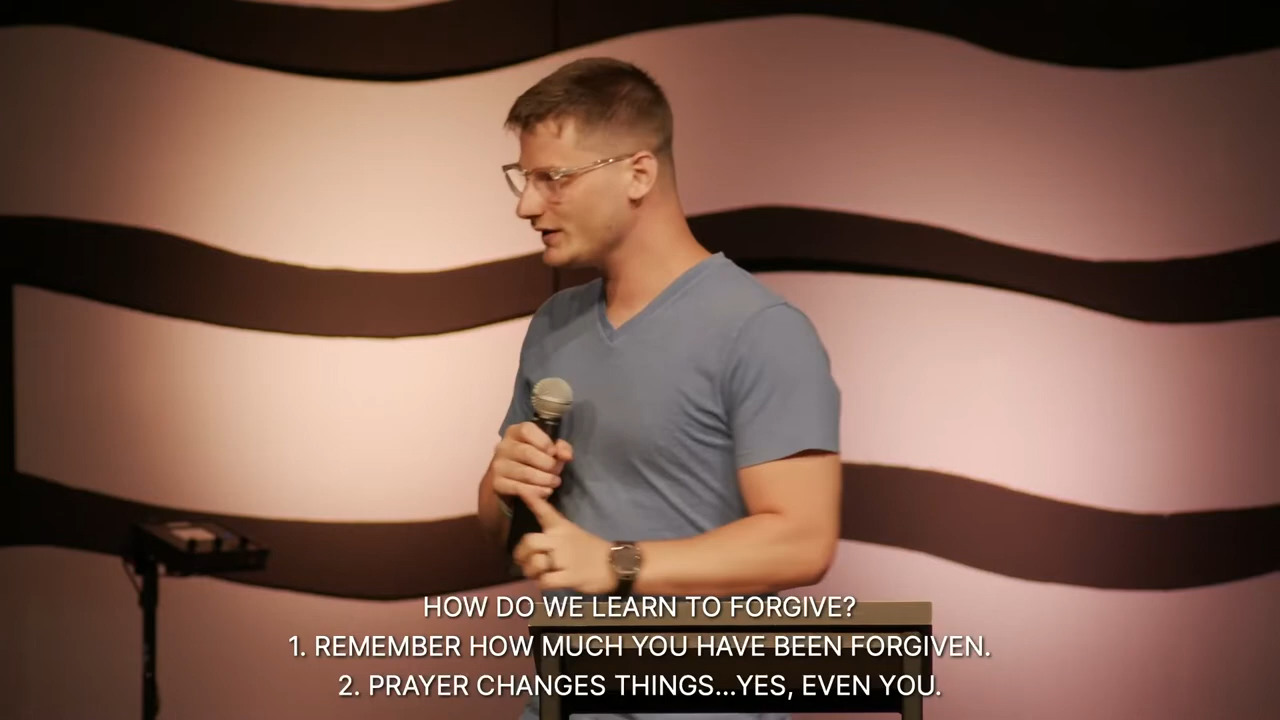 HOW DO WE LEARN TO FORGIVE?
1. REMEMBER HOW MUCH YOU HAVE BEEN FORGIVEN.
2. PRAYER CHANGES THINGS...YES, EVEN YOU.